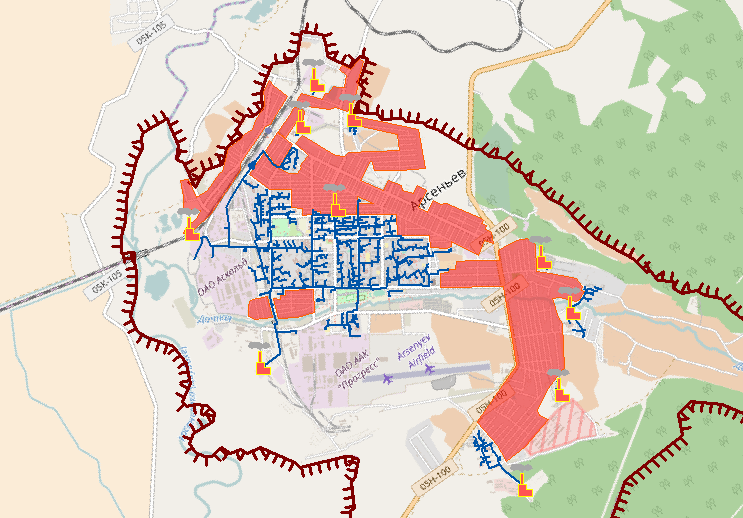 05К-105
Арсеньев
05Н-100
05К-105
ОАО Аскольд
05Н-100
Arsenyev
Airfield
ОАО ААК
"Прогресс"
05Н-100
05Н-100